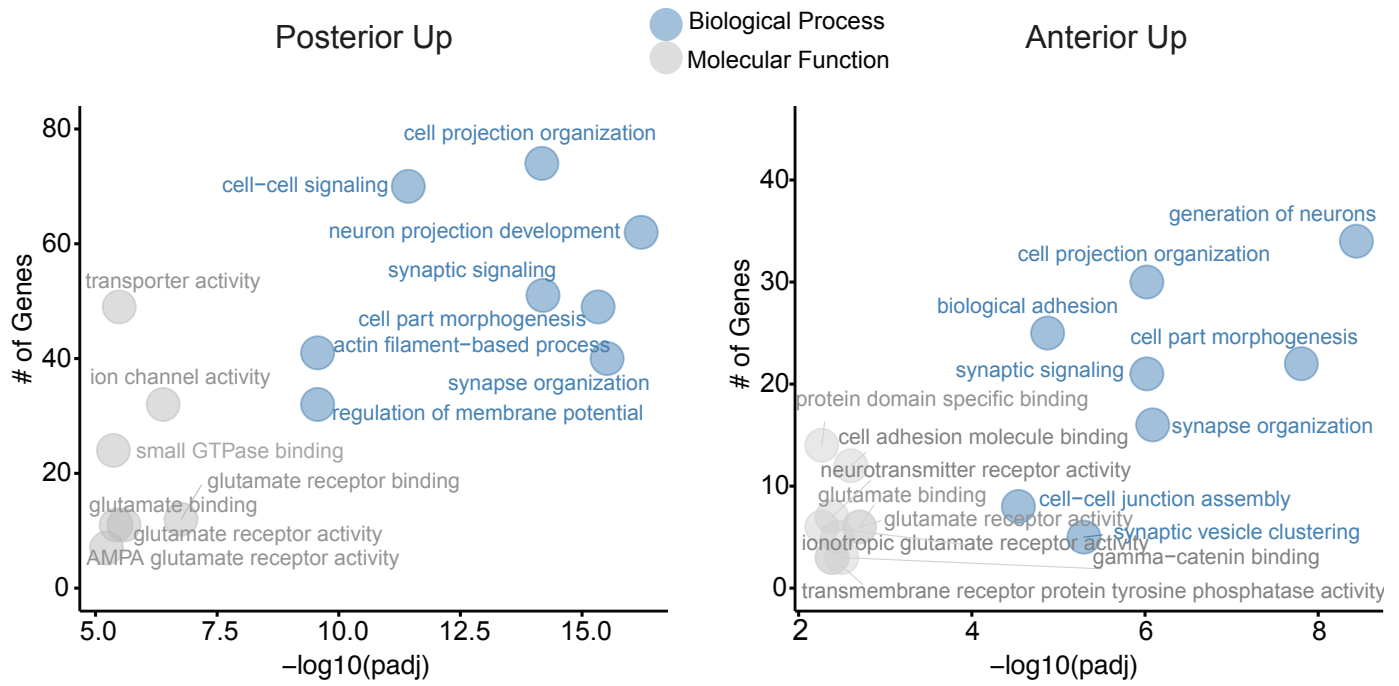 Posterior Up
Biological Process
Molecular Function
Anterior Up
# of Genes
80
60
40
20
0
cell projection organization
cell−cell signaling
neuron projection development
synaptic signaling
transporter activity
cell part morphogenesis
actin filament−based process
ion channel activity
synapse organization
regulation of membrane potential
small GTPase binding
glutamate receptor binding
glutamate binding
glutamate receptor activity
AMPA glutamate receptor activity
5.0
7.5
10.0
12.5
15.0
−log10(padj)
# of Genes
40
30
20
10
0
generation of neurons
cell projection organization
biological adhesion
cell part morphogenesis
synaptic signaling
protein domain specific binding
synapse organization
cell adhesion molecule binding
neurotransmitter receptor activity
glutamate binding
cell−cell junction assembly
glutamate receptor activity
synaptic vesicle clustering
ionotropic glutamate receptor activity
gamma−catenin binding
transmembrane receptor protein tyrosine phosphatase activity
2
4
6
8
−log10(padj)